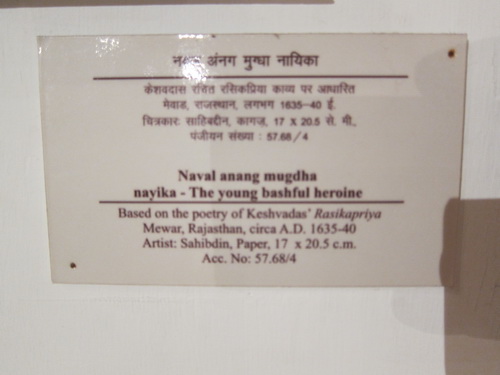 नवल अंनग मुग्धा नायिका
केशवदास रचित रसिकप्रिया काव्य पर आधारित
मेवाड, राजस्थान, लगभग 1635-40 ई.
चित्रकारः साहिबदीन, कागज़, 17 x 20.5 से. मी.,
पंजीयन संख्या : 57.68/4
Naval anang mugdha
nayika - The young bashful heroine
Based on the poetry of Keshvadas' Rasikapriya
Mewar, Rajasthan, circa A.D. 1635-40
Artist: Sahibdin, Paper, 17 x 20.5 c.m.
Acc. No: 57.68/4